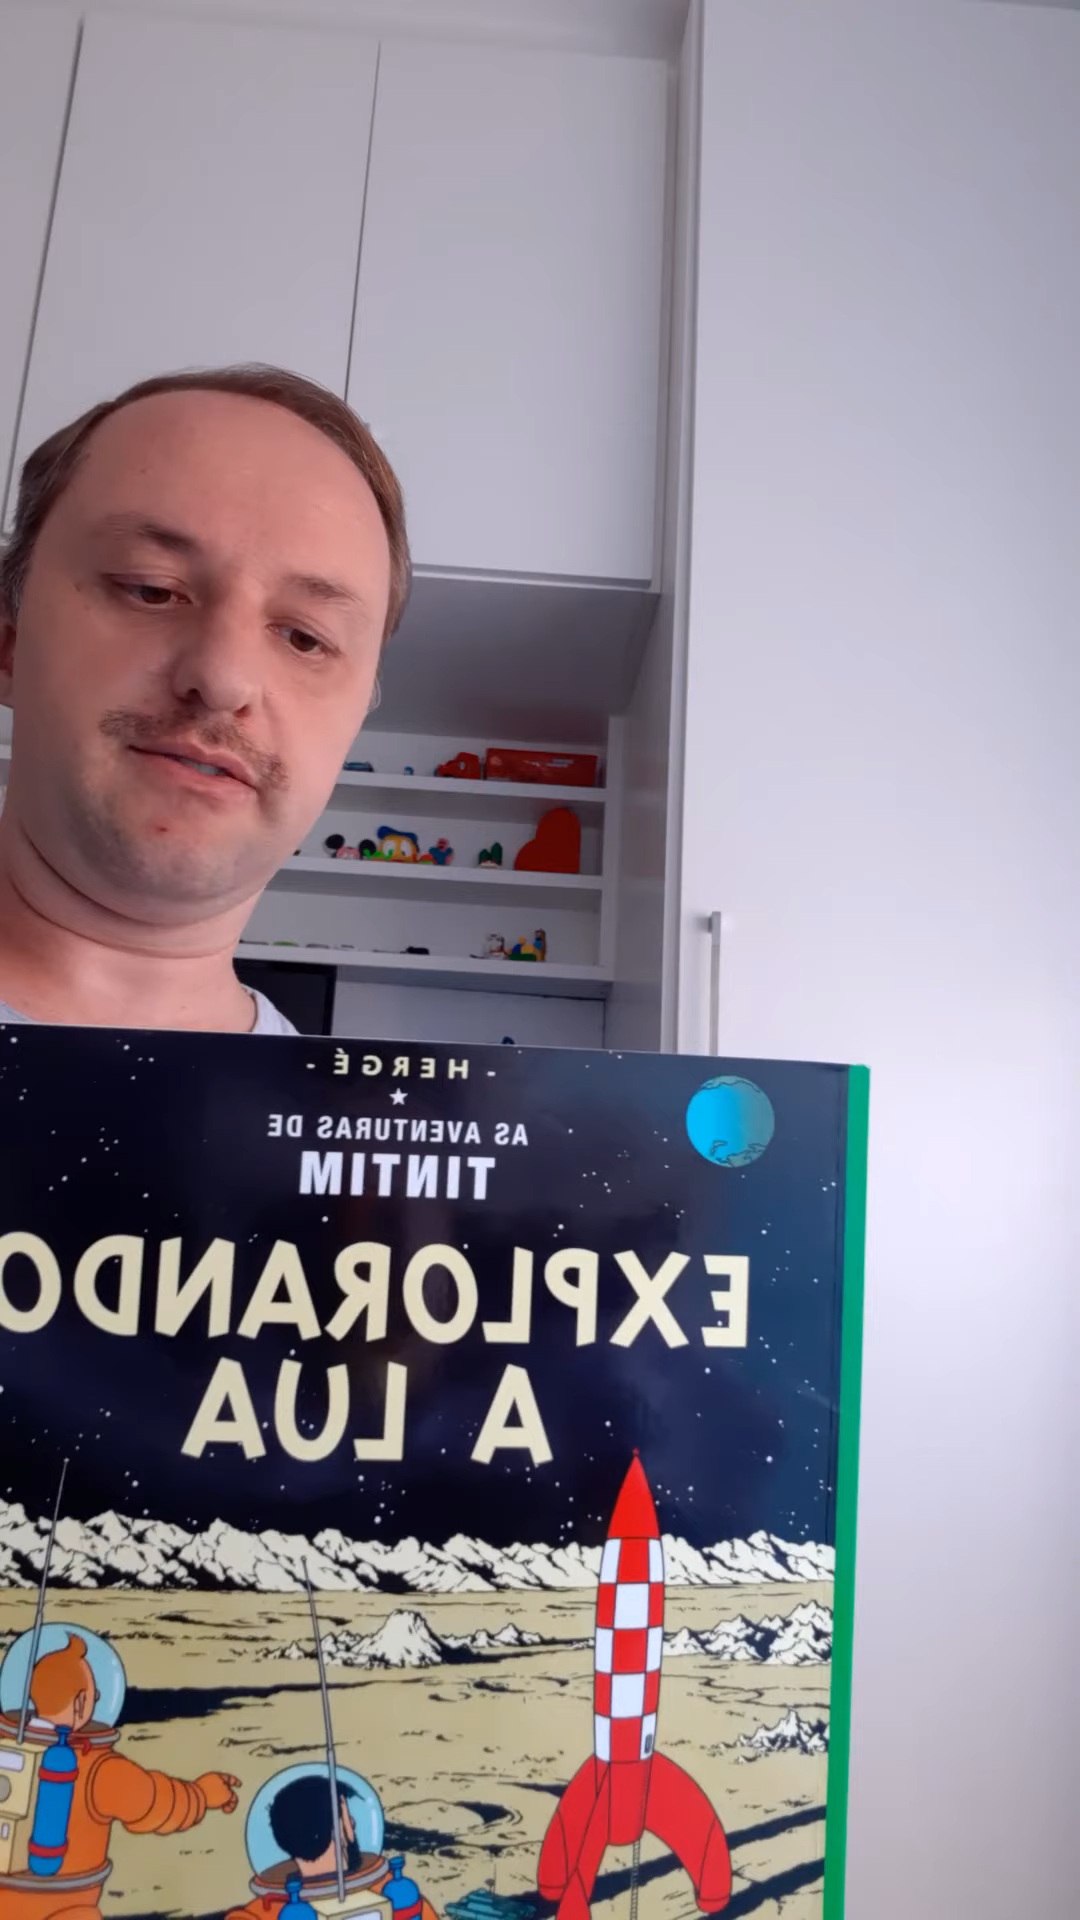 - HERGÉ -
AS AVENTURAS DE
TINTIM
EXPLORANDO
A LUA